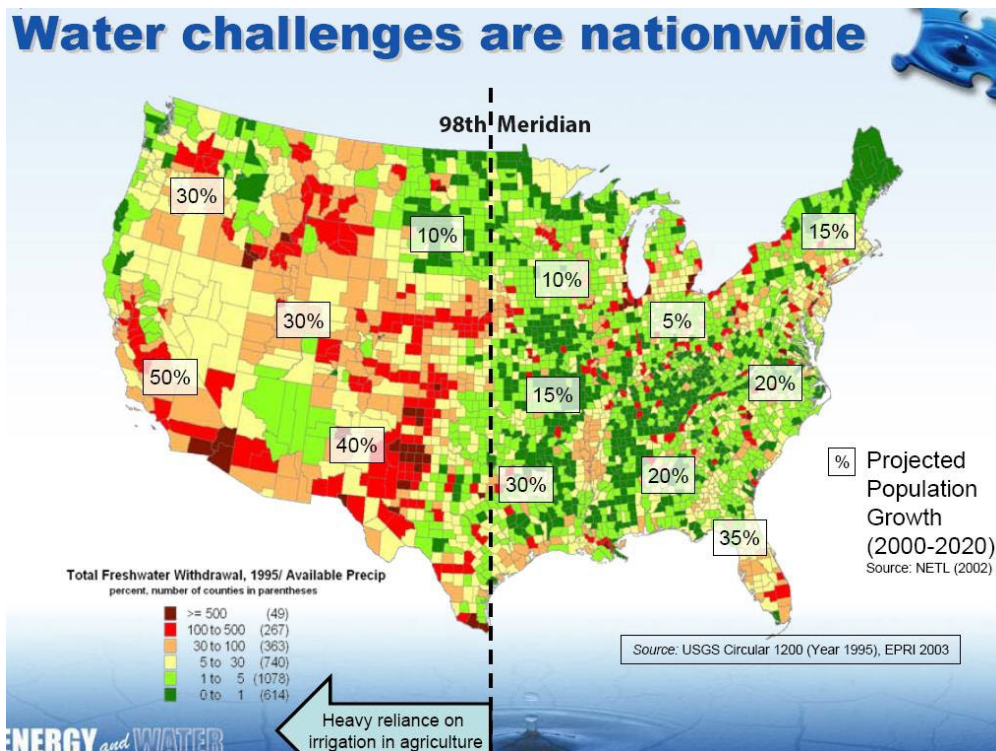 Water challenges are nationwide
98th Meridian
30%
10%
15%
10%
30%
5%
50%
15%
20%
40%
30%
20%
35%
% Projected
Population
Growth
(2000-2020)
Source: NETL (2002)
Total Freshwater Withdrawal, 1995/ Available Precip
percent, number of counties in parentheses
>= 500 (49)
100 to 500 (267)
30 to 100 (363)
5 to 30 (740)
1 to 5 (1078)
0 to 1 (614)
Source: USGS Circular 1200 (Year 1995), EPRI 2003
Heavy reliance on
irrigation in agriculture
ENERGY and WATER